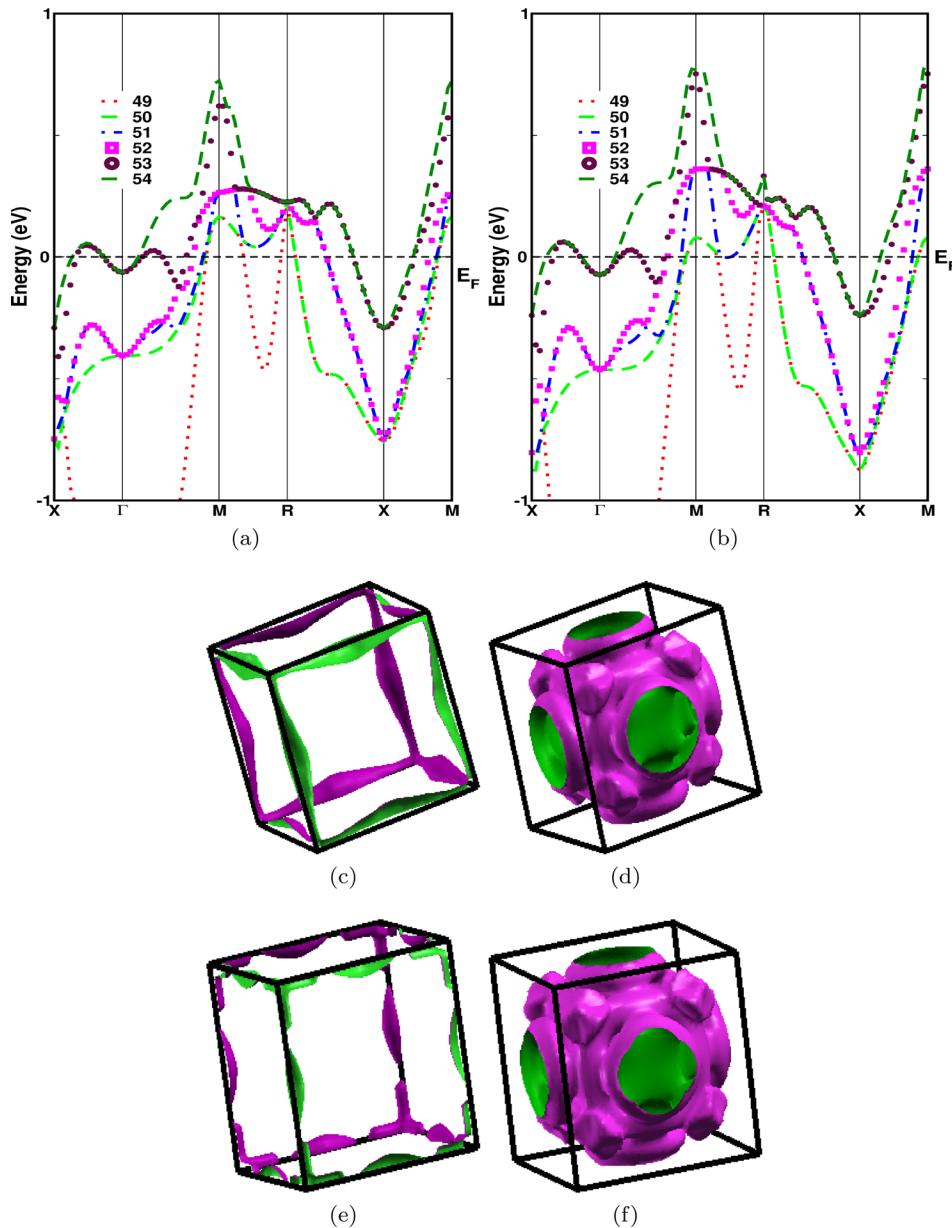 1
1
Energy (eV)
Energy (eV)
49
50
51
52
53
54
49
50
51
52
53
54
0
0
E_F
E_F
-1
-1
X Γ M R X M
X Γ M R X M
(a)
(b)
(c)
(d)
(e)
(f)